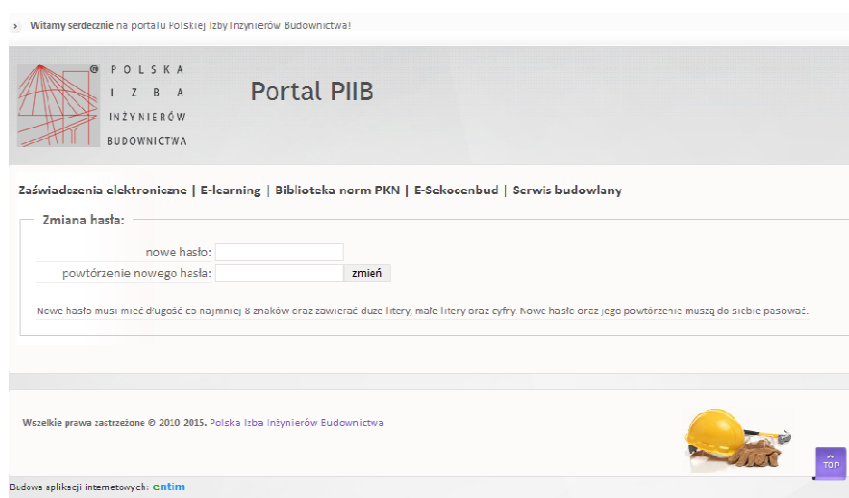 Witamy serdecznie na portalu Polskiej Izby Inżynierów Budownictwa!
POLSKA
IZBA
INŻYNIERÓW
BUDOWNICTWA
Portal PIIB
Zaświadczenia elektroniczne | E-learning | Biblioteka norm PKN | E-Sekocenbud | Serwis budowlany
Zmiana hasła:
nowe hasło:
powtórzenie nowego hasła: zmień
Nowe hasło musi mieć długość co najmniej 8 znaków oraz zawierać duże litery, małe litery oraz cyfry. Nowe hasło oraz jego powtórzenie muszą do siebie pasować.
Wszelkie prawa zastrzeżone © 2010-2015. Polska Izba Inżynierów Budownictwa
TOP
Budowa aplikacji internetowych: entim